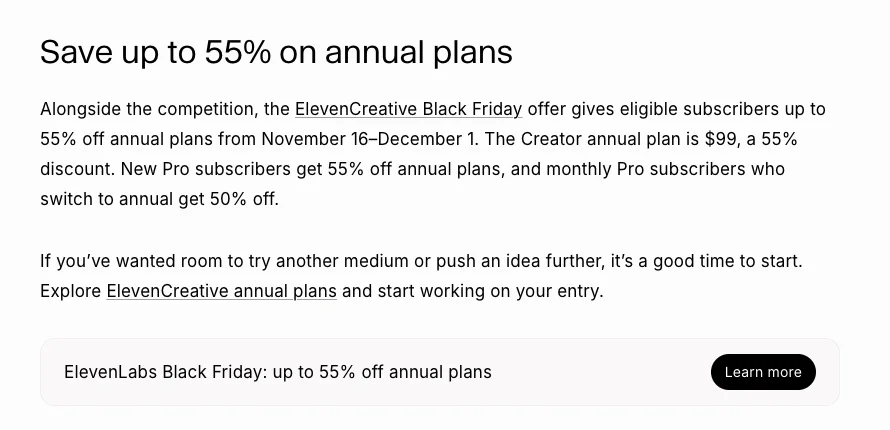 Save up to 55% on annual plans
Alongside the competition, the ElevenCreative Black Friday offer gives eligible subscribers up to
55% off annual plans from November 16–December 1. The Creator annual plan is $99, a 55%
discount. New Pro subscribers get 55% off annual plans, and monthly Pro subscribers who
switch to annual get 50% off.
If you’ve wanted room to try another medium or push an idea further, it’s a good time to start.
Explore ElevenCreative annual plans and start working on your entry.
ElevenLabs Black Friday: up to 55% off annual plans
Learn more